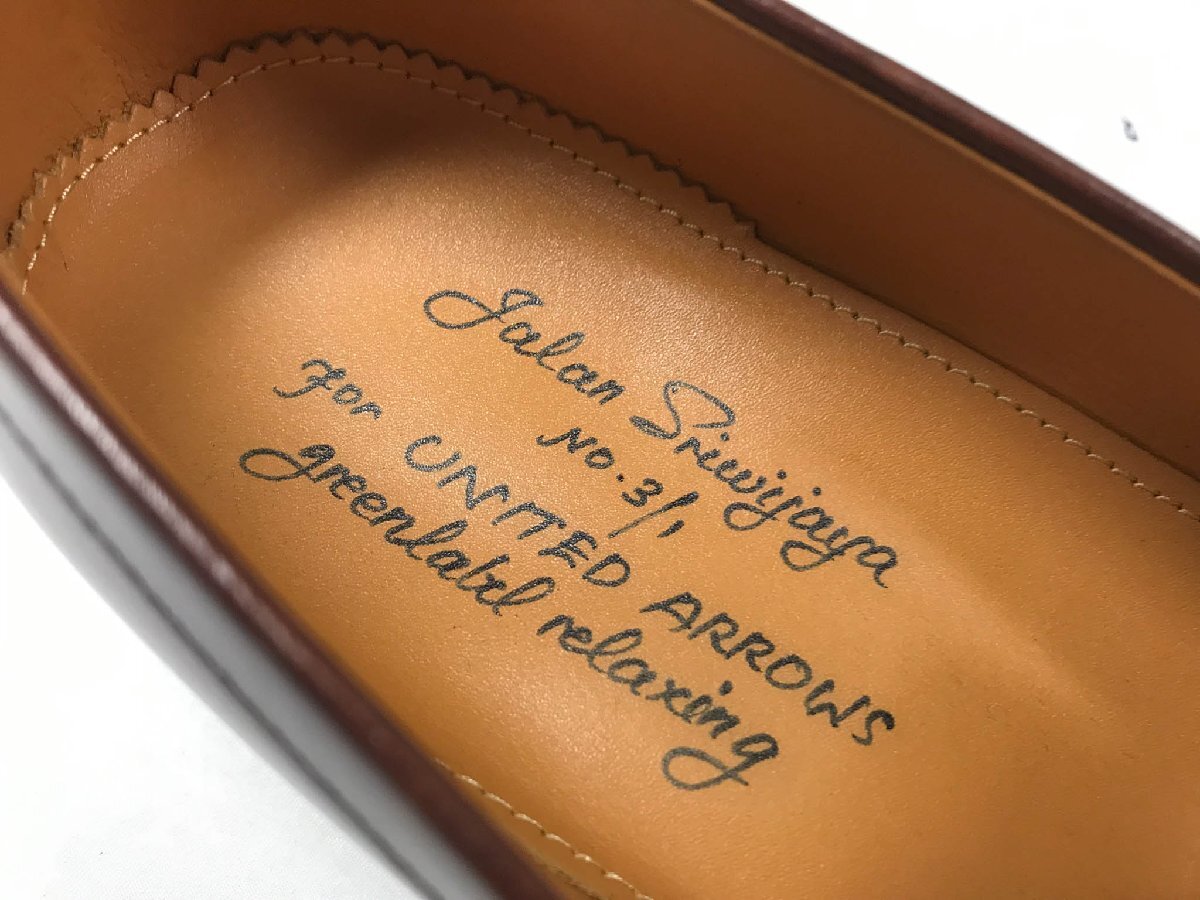 Jalan Sriwijaya
No. 3/1
For UNITED ARROWS
greenlabel relaxing